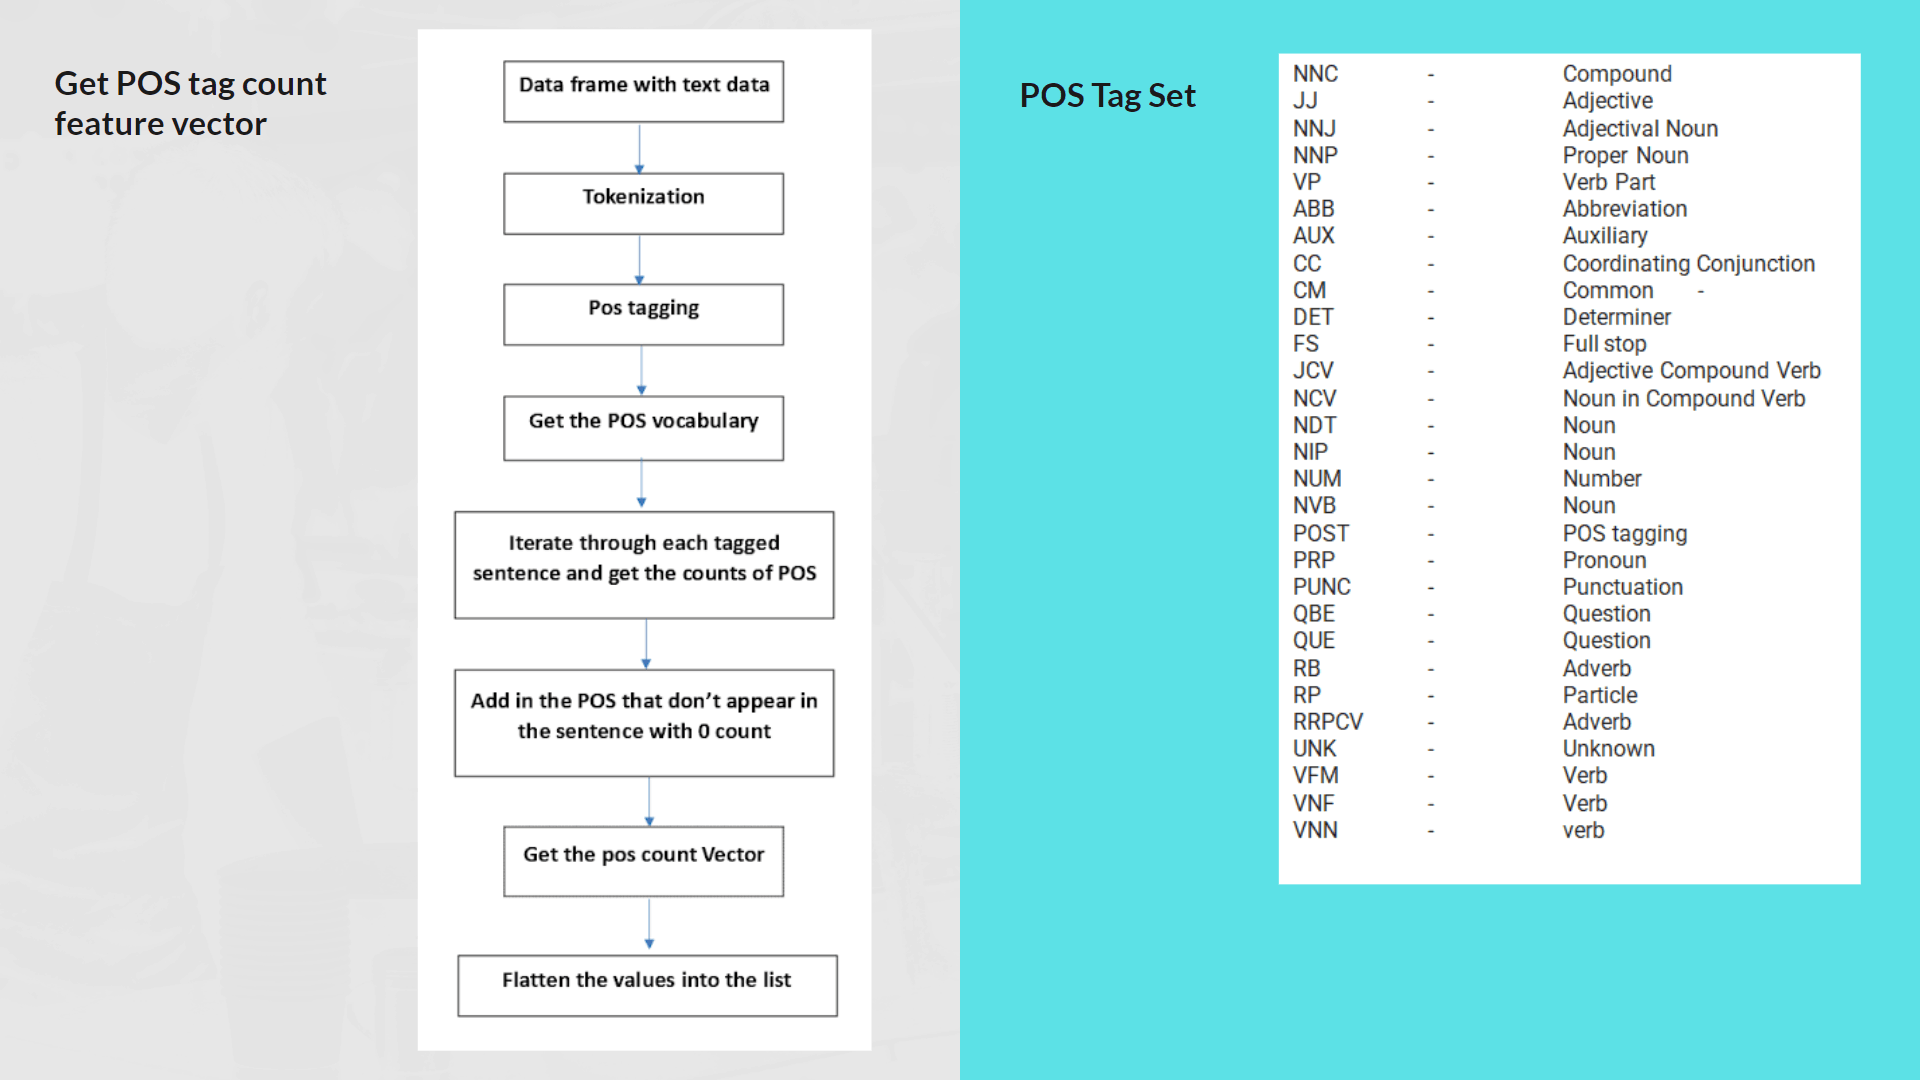 Get POS tag count
feature vector
Data frame with text data
Tokenization
Pos tagging
Get the POS vocabulary
Iterate through each tagged
sentence and get the counts of POS
Add in the POS that don’t appear in
the sentence with 0 count
Get the pos count Vector
Flatten the values into the list
POS Tag Set
NNC - Compound
JJ - Adjective
NNJ - Adjectival Noun
NNP - Proper Noun
VP - Verb Part
ABB - Abbreviation
AUX - Auxiliary
CC - Coordinating Conjunction
CM - Common -
DET - Determiner
FS - Full stop
JCV - Adjective Compound Verb
NCV - Noun in Compound Verb
NDT - Noun
NIP - Noun
NUM - Number
NVB - Noun
POST - POS tagging
PRP - Pronoun
PUNC - Punctuation
QBE - Question
QUE - Question
RB - Adverb
RP - Particle
RRPCV - Adverb
UNK - Unknown
VFM - Verb
VNF - Verb
VNN - verb